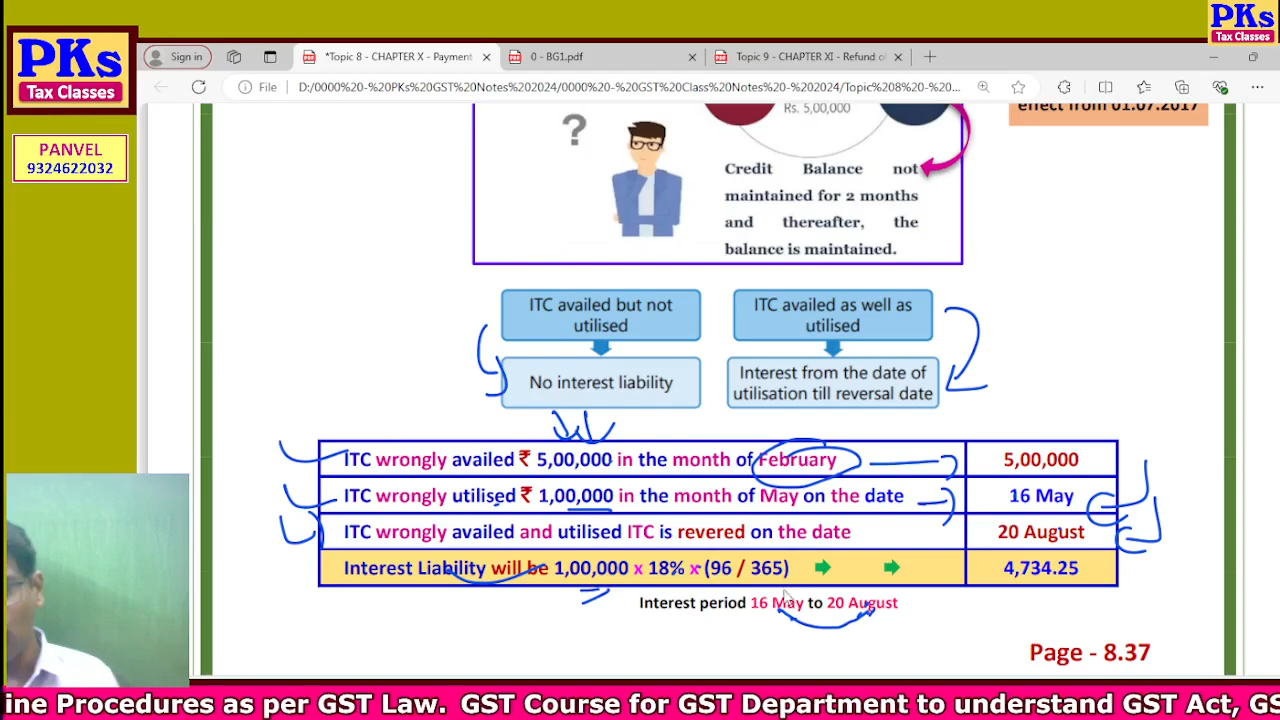 PKs
Tax Classes
PANVEL
9324622032
PKs
Tax Classes
Sign in
*Topic 8 - CHAPTER X - Payment
0 - BG1.pdf
Topic 9 - CHAPTER XI - Refund of
File
D:/0000%20-%20PKs%20GST%20Notes%202024/0000%20-%20GST%20Class%20Notes%20-%202024/Topic%208%20-%20...
Rs. 5,00,000
effect from 01.07.2017
?
Credit Balance not
maintained for 2 months
and thereafter, the
balance is maintained.
ITC availed but not
utilised
ITC availed as well as
utilised
No interest liability
Interest from the date of
utilisation till reversal date
ITC wrongly availed ₹ 5,00,000 in the month of February 5,00,000
ITC wrongly utilised ₹ 1,00,000 in the month of May on the date 16 May
ITC wrongly availed and utilised ITC is revered on the date 20 August
Interest Liability will be 1,00,000 x 18% x (96 / 365) 4,734.25
Interest period 16 May to 20 August
Page - 8.37
ine Procedures as per GST Law. GST Course for GST Department to understand GST Act, GS